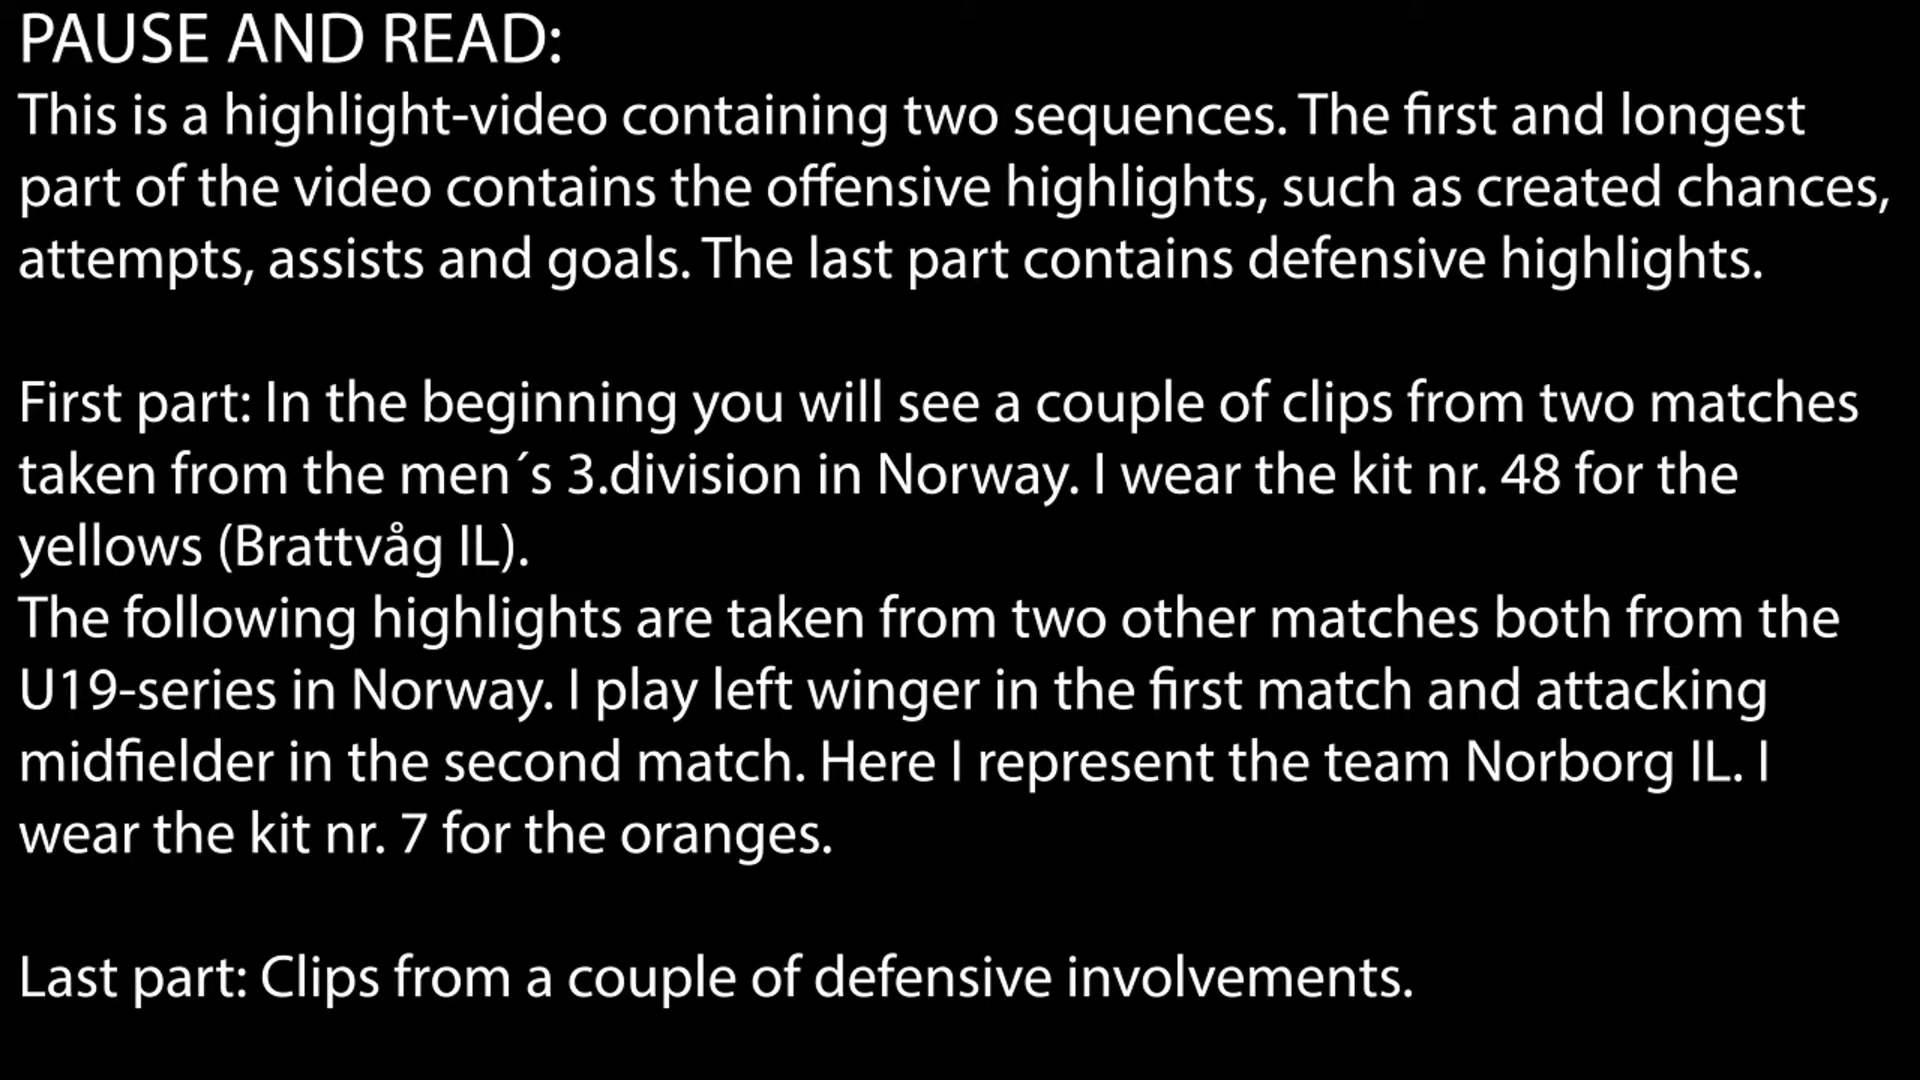 PAUSE AND READ:
This is a highlight-video containing two sequences. The first and longest
part of the video contains the offensive highlights, such as created chances,
attempts, assists and goals. The last part contains defensive highlights.
First part: In the beginning you will see a couple of clips from two matches
taken from the men´s 3.division in Norway. I wear the kit nr. 48 for the
yellows (Brattvåg IL).
The following highlights are taken from two other matches both from the
U19-series in Norway. I play left winger in the first match and attacking
midfielder in the second match. Here I represent the team Norborg IL. I
wear the kit nr. 7 for the oranges.
Last part: Clips from a couple of defensive involvements.